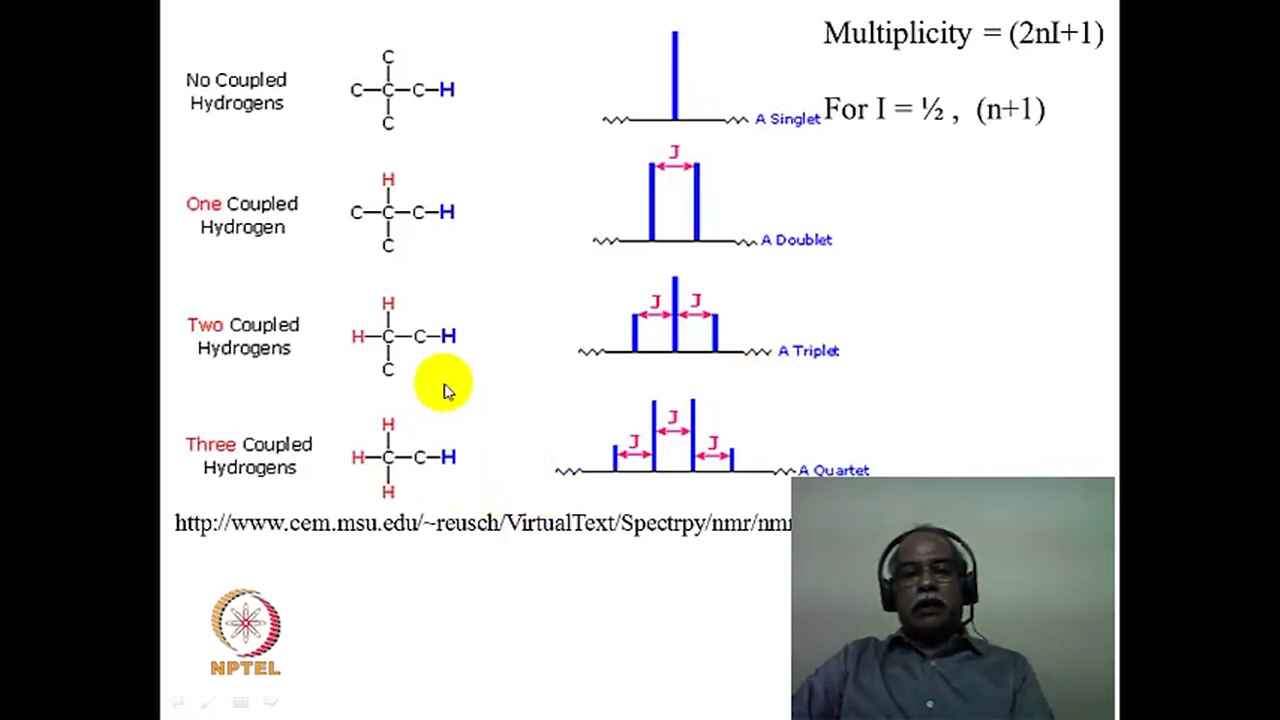 Multiplicity = (2nI+1)
For I = ½ , (n+1)
No Coupled
Hydrogens
C
C—C—C—H
C
A Singlet
One Coupled
Hydrogen
H
C—C—C—H
C
J
A Doublet
Two Coupled
Hydrogens
H
H—C—C—H
C
J J
A Triplet
Three Coupled
Hydrogens
H
H—C—C—H
H
J J J
A Quartet
http://www.cem.msu.edu/~reusch/VirtualText/Spectrpy/nmr/nm
NPTEL